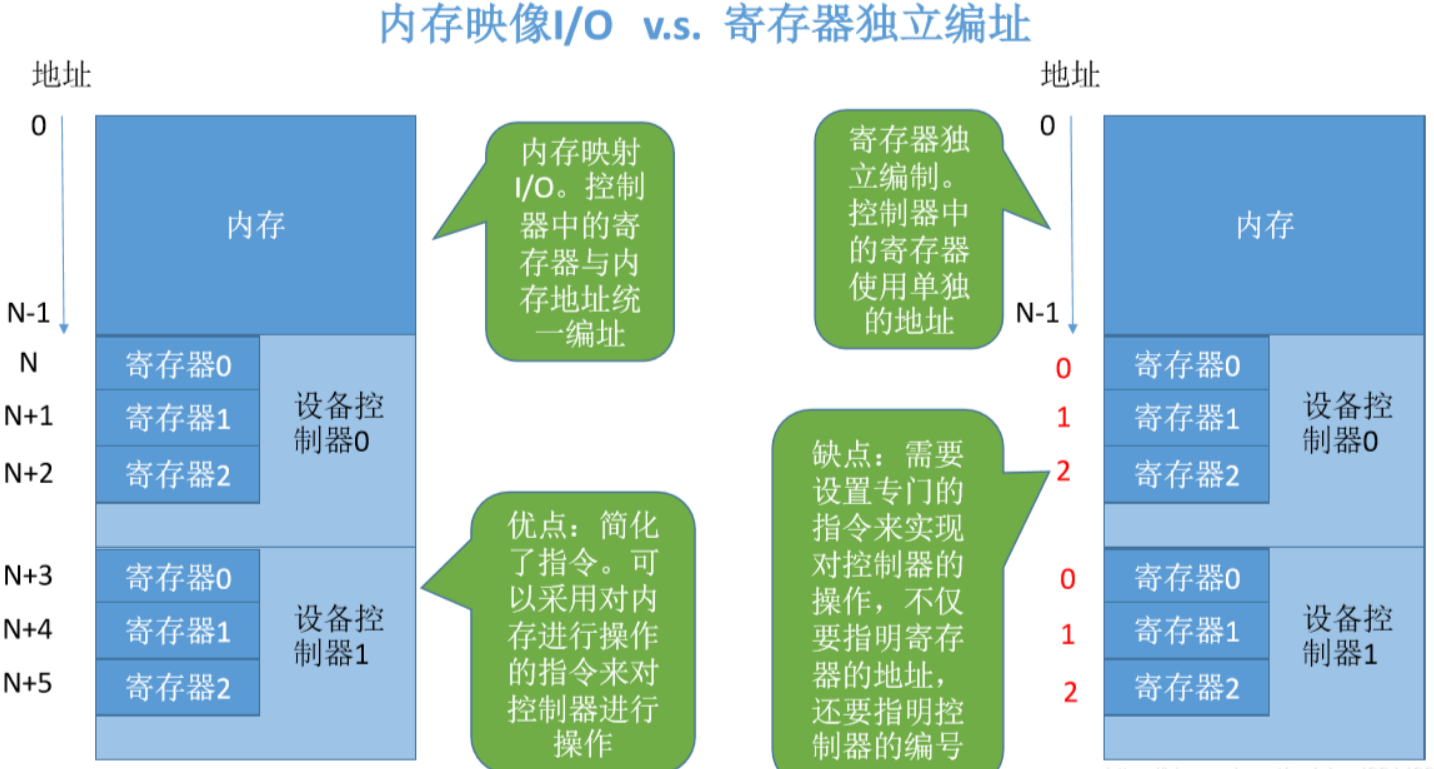 内存映像I/O v.s. 寄存器独立编址
地址
0
N-1
N
N+1
N+2
N+3
N+4
N+5
内存
寄存器0
寄存器1
寄存器2
设备控
制器0
寄存器0
寄存器1
寄存器2
设备控
制器1
内存映射
I/O。控制
器中的寄
存器与内
存地址统
一编址
优点：简化
了指令。可
以采用对内
存进行操作
的指令来对
控制器进行
操作
寄存器独
立编制。
控制器中
的寄存器
使用单独
的地址
缺点：需要
设置专门的
指令来实现
对控制器的
操作，不仅
要指明寄存
器的地址，
还要指明控
制器的编号
地址
0
N-1
0
1
2
0
1
2
内存
寄存器0
寄存器1
寄存器2
设备控
制器0
寄存器0
寄存器1
寄存器2
设备控
制器1